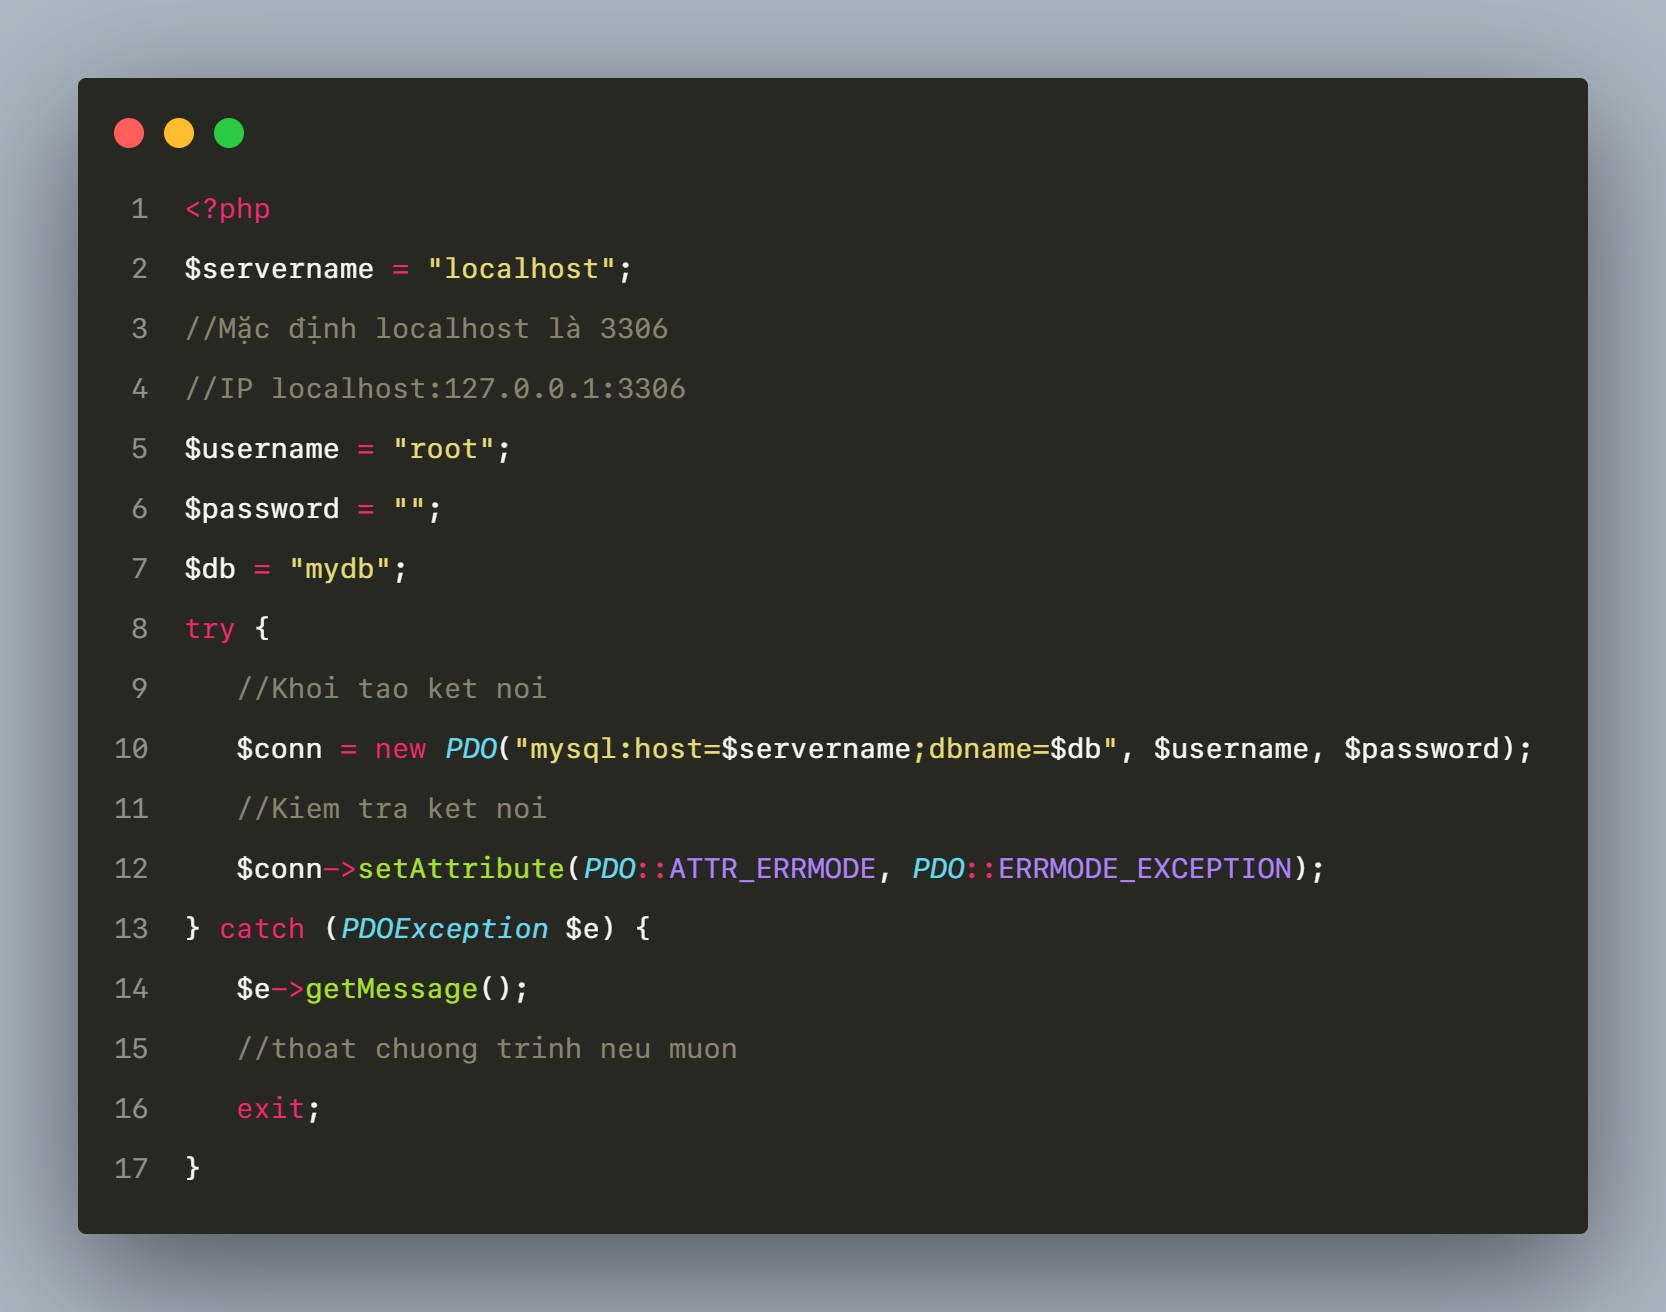 1 <?php
2 $servername = "localhost";
3 //Mặc định localhost là 3306
4 //IP localhost:127.0.0.1:3306
5 $username = "root";
6 $password = "";
7 $db = "mydb";
8 try {
9    //Khoi tao ket noi
10    $conn = new PDO("mysql:host=$servername;dbname=$db", $username, $password);
11    //Kiem tra ket noi
12    $conn->setAttribute(PDO::ATTR_ERRMODE, PDO::ERRMODE_EXCEPTION);
13 } catch (PDOException $e) {
14    $e->getMessage();
15    //thoat chuong trinh neu muon
16    exit;
17 }